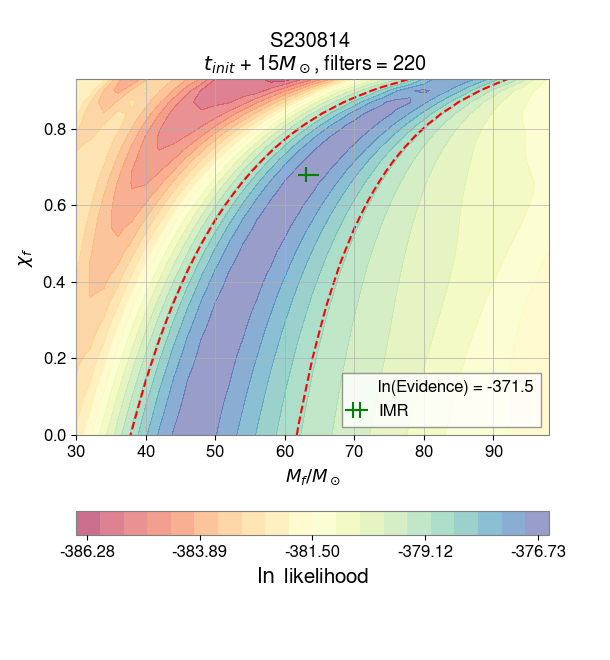 S230814
t_init + 15M_⊙, filters = 220
χ_f
0.8
0.6
0.4
0.2
0.0
30 40 50 60 70 80 90
M_f/M_⊙
ln(Evidence) = -371.5
IMR
-386.28 -383.89 -381.50 -379.12 -376.73
ln likelihood